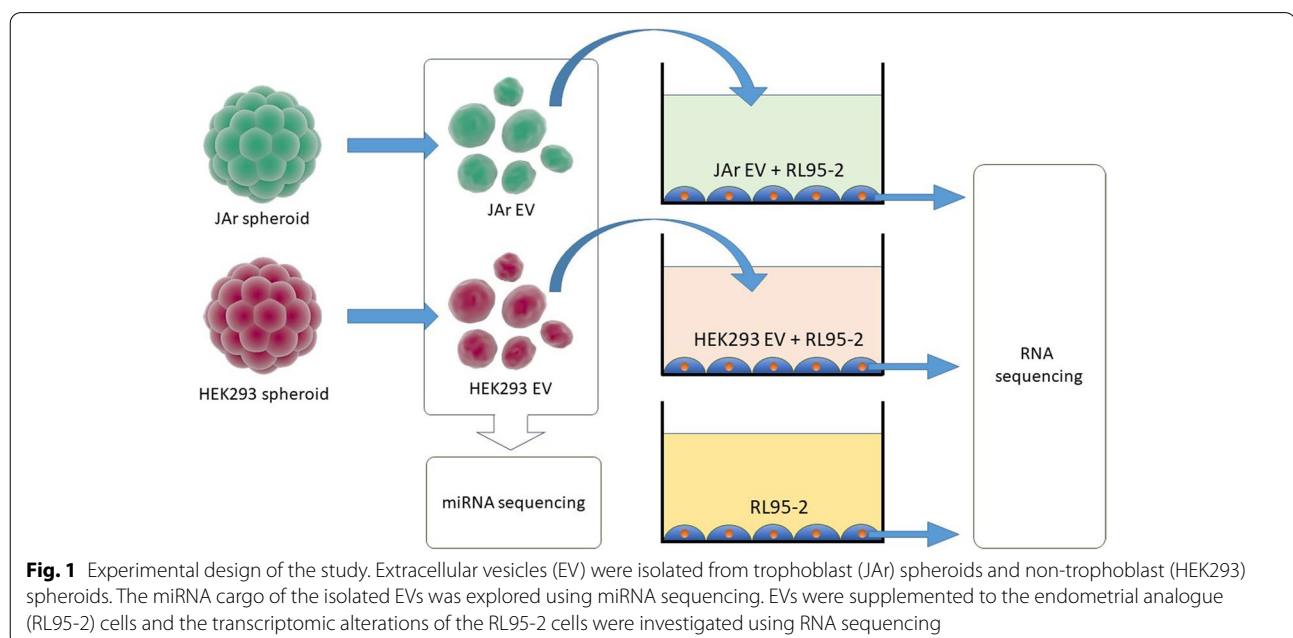 JAr spheroid
JAr EV
JAr EV + RL95-2
HEK293 spheroid
HEK293 EV
HEK293 EV + RL95-2
RNA
sequencing
miRNA sequencing
RL95-2
Fig. 1 Experimental design of the study. Extracellular vesicles (EV) were isolated from trophoblast (JAr) spheroids and non-trophoblast (HEK293)
spheroids. The miRNA cargo of the isolated EVs was explored using miRNA sequencing. EVs were supplemented to the endometrial analogue
(RL95-2) cells and the transcriptomic alterations of the RL95-2 cells were investigated using RNA sequencing